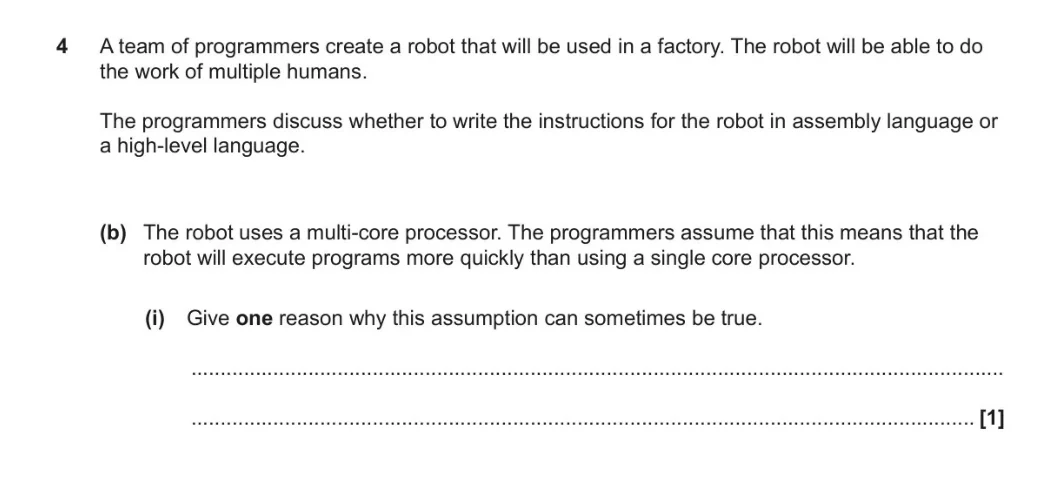 4 A team of programmers create a robot that will be used in a factory. The robot will be able to do
the work of multiple humans.
The programmers discuss whether to write the instructions for the robot in assembly language or
a high-level language.
(b) The robot uses a multi-core processor. The programmers assume that this means that the
robot will execute programs more quickly than using a single core processor.
(i) Give one reason why this assumption can sometimes be true.
...................................................................................................................................
............................................................................................................................... [1]